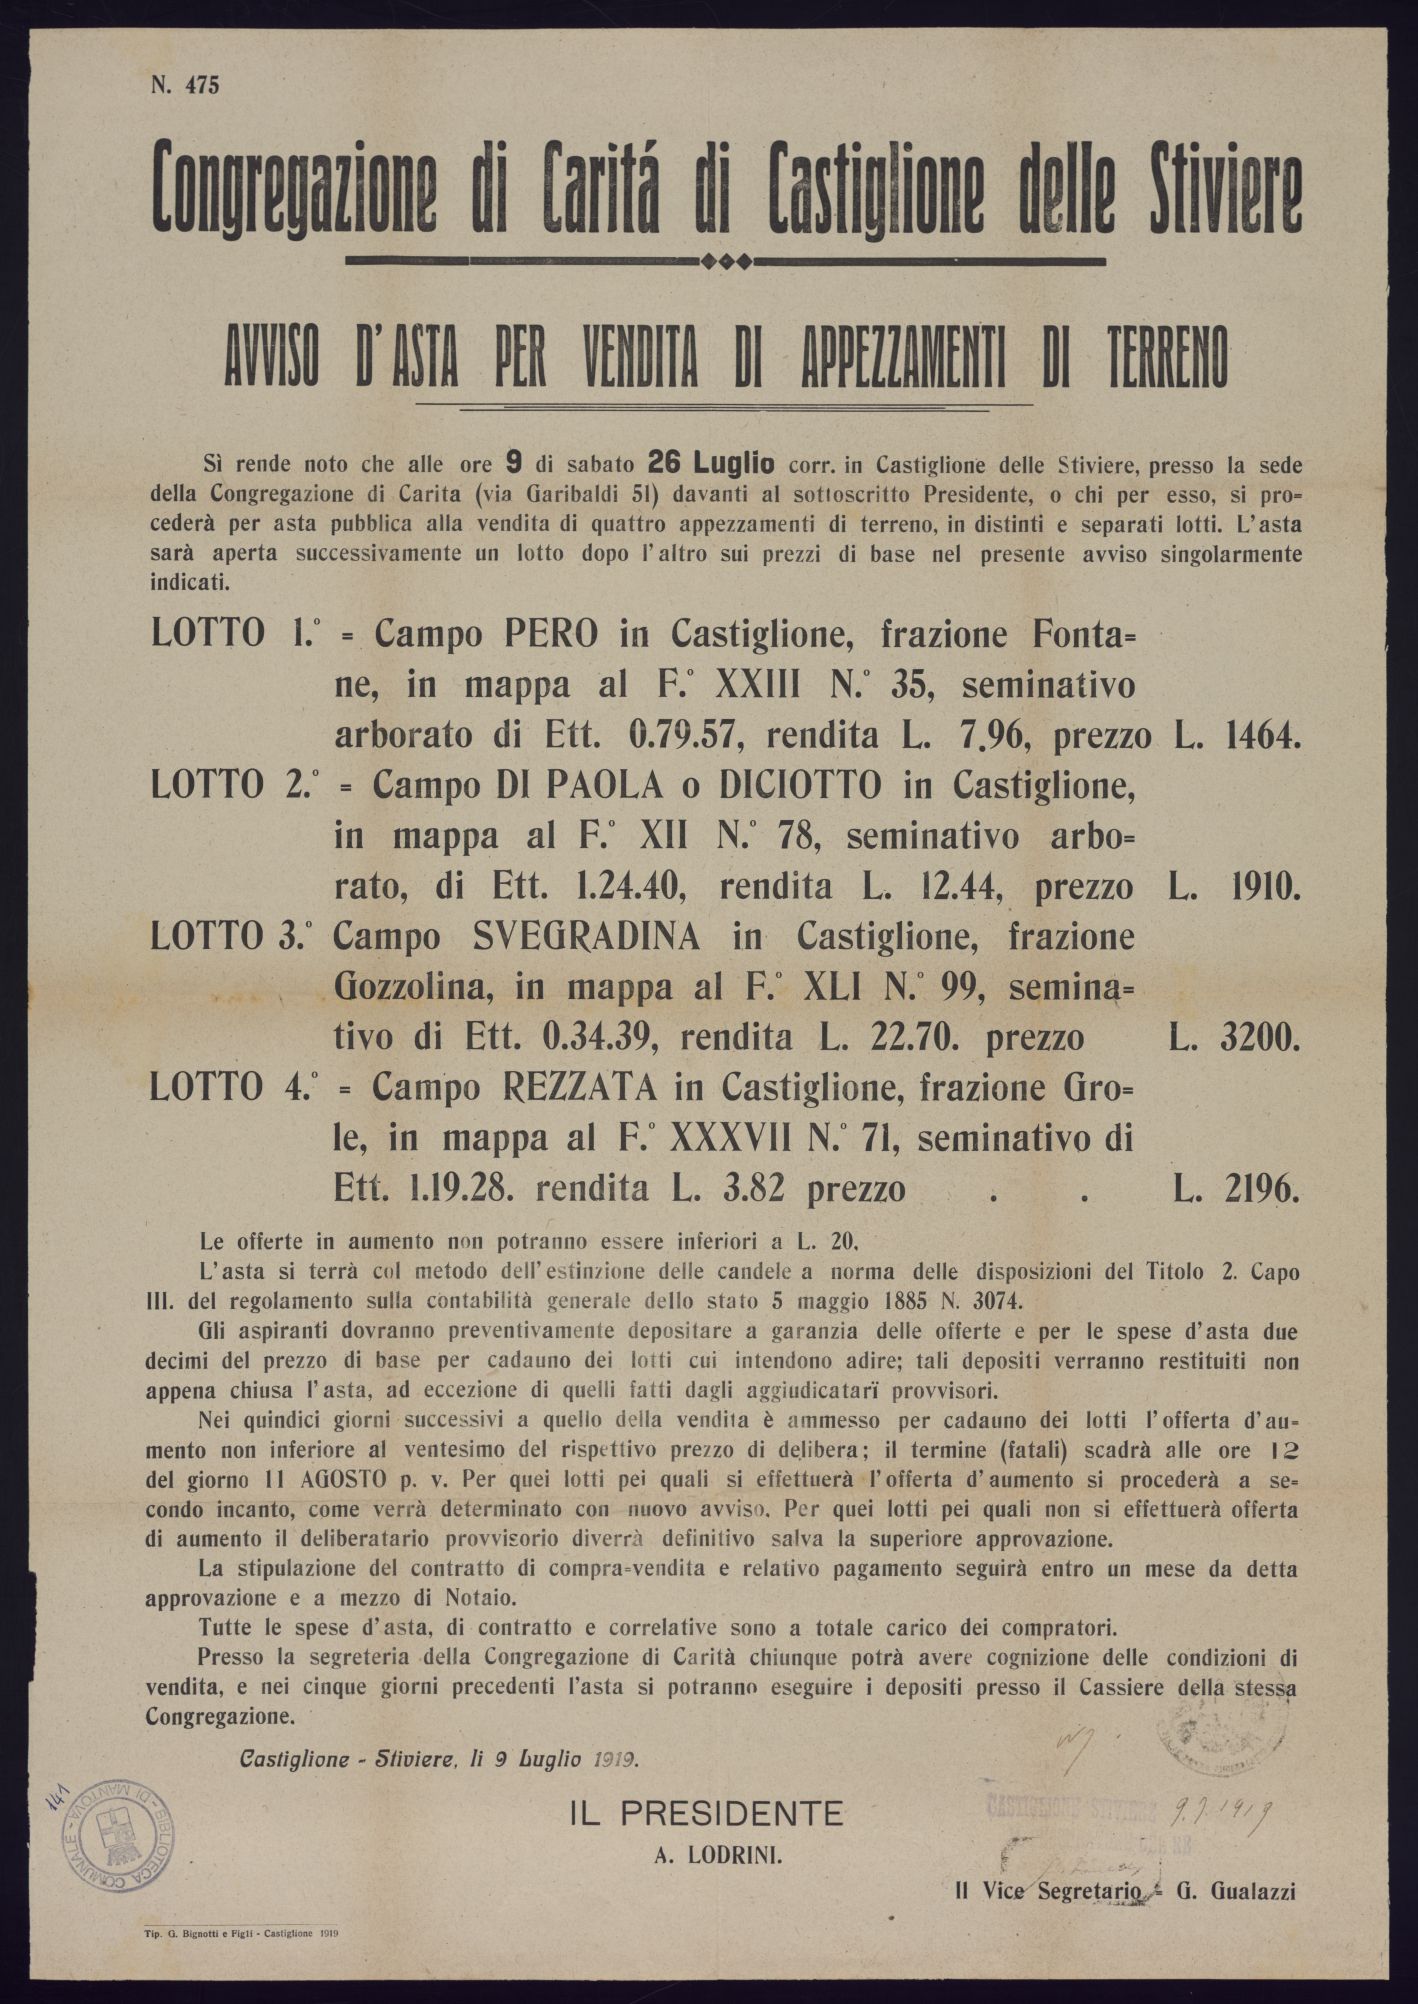 N. 475
Congregazione di Caritá di Castiglione delle Stiviere
AVVISO D'ASTA PER VENDITA DI APPEZZAMENTI DI TERRENO
Sì rende noto che alle ore 9 di sabato 26 Luglio corr. in Castiglione delle Stiviere, presso la sede
della Congregazione di Carita (via Garibaldi 51) davanti al sottoscritto Presidente, o chi per esso, si pro=
cederà per asta pubblica alla vendita di quattro appezzamenti di terreno, in distinti e separati lotti. L'asta
sarà aperta successivamente un lotto dopo l'altro sui prezzi di base nel presente avviso singolarmente
indicati.
LOTTO 1.° = Campo PERO in Castiglione, frazione Fonta=
ne, in mappa al F.° XXIII N.° 35, seminativo
arborato di Ett. 0.79.57, rendita L. 7.96, prezzo L. 1464.
LOTTO 2.° = Campo DI PAOLA o DICIOTTO in Castiglione,
in mappa al F.° XII N.° 78, seminativo arbo=
rato, di Ett. 1.24.40, rendita L. 12.44, prezzo L. 1910.
LOTTO 3.° Campo SVEGRADINA in Castiglione, frazione
Gozzolina, in mappa al F.° XLI N.° 99, semina=
tivo di Ett. 0.34.39, rendita L. 22.70. prezzo L. 3200.
LOTTO 4.° = Campo REZZATA in Castiglione, frazione Gro=
le, in mappa al F.° XXXVII N.° 71, seminativo di
Ett. 1.19.28. rendita L. 3.82 prezzo . . L. 2196.
Le offerte in aumento non potranno essere inferiori a L. 20.
L'asta si terrà col metodo dell'estinzione delle candele a norma delle disposizioni del Titolo 2. Capo
III. del regolamento sulla contabilità generale dello stato 5 maggio 1885 N. 3074.
Gli aspiranti dovranno preventivamente depositare a garanzia delle offerte e per le spese d'asta due
decimi del prezzo di base per cadauno dei lotti cui intendono adire; tali depositi verranno restituiti non
appena chiusa l'asta, ad eccezione di quelli fatti dagli aggiudicatarï provvisori.
Nei quindici giorni successivi a quello della vendita è ammesso per cadauno dei lotti l'offerta d'au=
mento non inferiore al ventesimo del rispettivo prezzo di delibera; il termine (fatali) scadrà alle ore 12
del giorno 11 AGOSTO p. v. Per quei lotti pei quali si effettuerà l'offerta d'aumento si procederà a se=
condo incanto, come verrà determinato con nuovo avviso. Per quei lotti pei quali non si effettuerà offerta
di aumento il deliberatario provvisorio diverrà definitivo salva la superiore approvazione.
La stipulazione del contratto di compra=vendita e relativo pagamento seguirà entro un mese da detta
approvazione e a mezzo di Notaio.
Tutte le spese d'asta, di contratto e correlative sono a totale carico dei compratori.
Presso la segreteria della Congregazione di Carità chiunque potrà avere cognizione delle condizioni di
vendita, e nei cinque giorni precedenti l'asta si potranno eseguire i depositi presso il Cassiere della stessa
Congregazione.
Castiglione - Stiviere, li 9 Luglio 1919.
141
BIBLIOTECA COMUNALE - DI MANTOVA -
IL PRESIDENTE
A. LODRINI.
CASTIGLIONE STIVIERE
9.7.1919
Il Vice Segretario = G. Gualazzi
Tip. G. Bignotti e Figli - Castiglione 1919